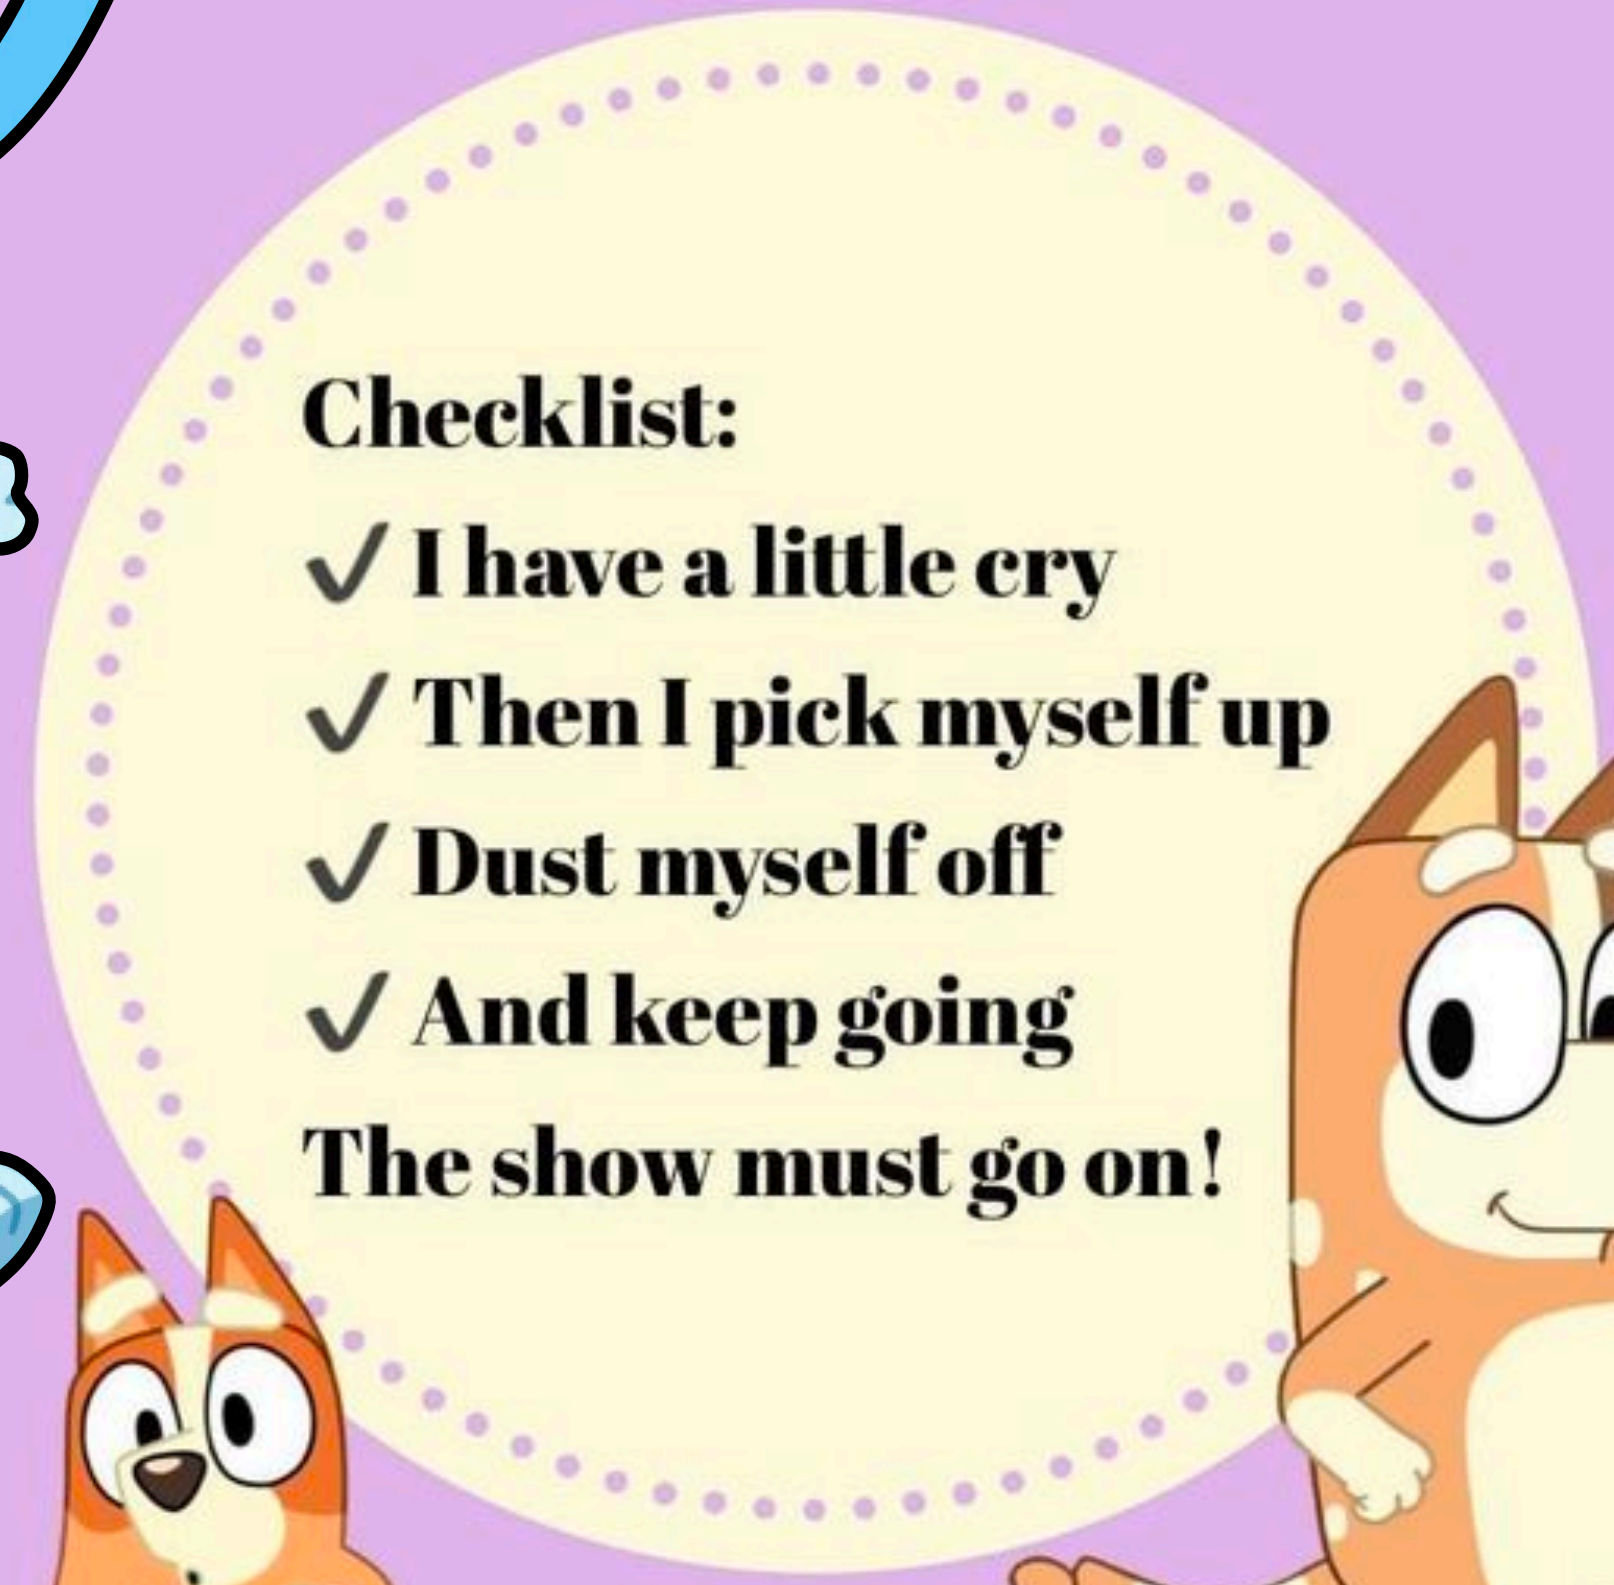 Checklist:
✓ I have a little cry
✓ Then I pick myself up
✓ Dust myself off
✓ And keep going
The show must go on!